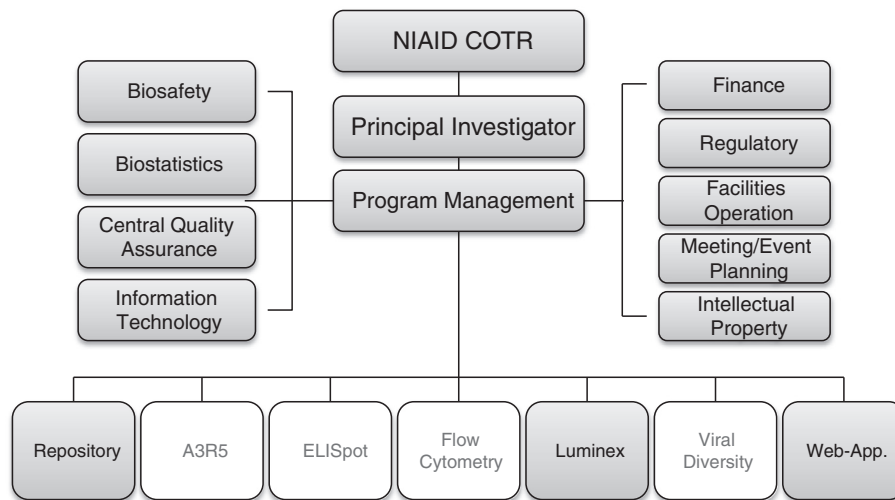 NIAID COTR
Principal Investigator
Program Management
Biosafety
Biostatistics
Central Quality
Assurance
Information
Technology
Finance
Regulatory
Facilities
Operation
Meeting/Event
Planning
Intellectual
Property
Repository
A3R5
ELISpot
Flow
Cytometry
Luminex
Viral
Diversity
Web-App.